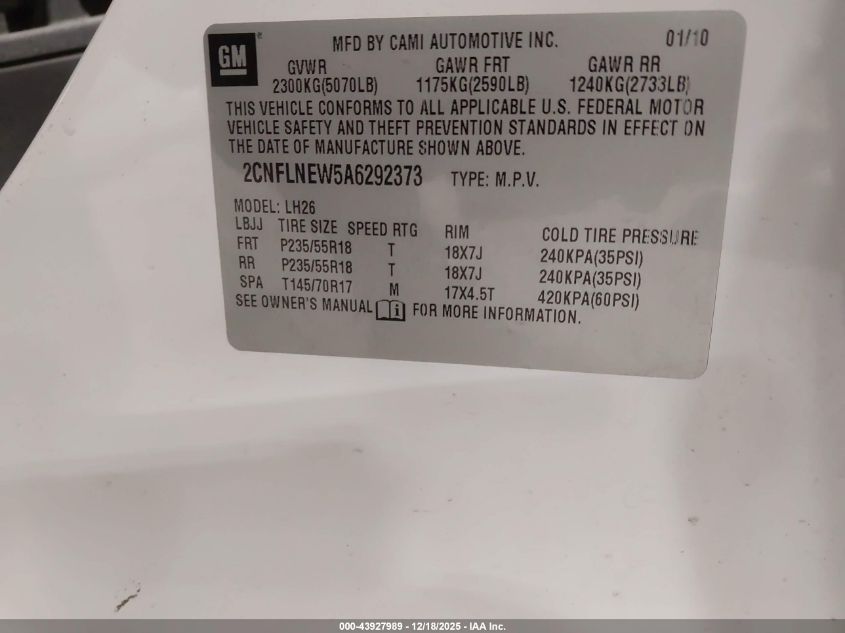 GM
MFD BY CAMI AUTOMOTIVE INC. 01/10
GVWR GAWR FRT GAWR RR
2300KG(5070LB) 1175KG(2590LB) 1240KG(2733LB)
THIS VEHICLE CONFORMS TO ALL APPLICABLE U.S. FEDERAL MOTOR
VEHICLE SAFETY AND THEFT PREVENTION STANDARDS IN EFFECT ON
THE DATE OF MANUFACTURE SHOWN ABOVE.
2CNFLNEW5A6292373 TYPE: M.P.V.
MODEL: LH26
LBJJ TIRE SIZE SPEED RTG RIM COLD TIRE PRESSURE
FRT P235/55R18 T 18X7J 240KPA(35PSI)
RR P235/55R18 T 18X7J 240KPA(35PSI)
SPA T145/70R17 M 17X4.5T 420KPA(60PSI)
SEE OWNER'S MANUAL i FOR MORE INFORMATION.
000-43927989 - 12/18/2025 - IAA Inc.